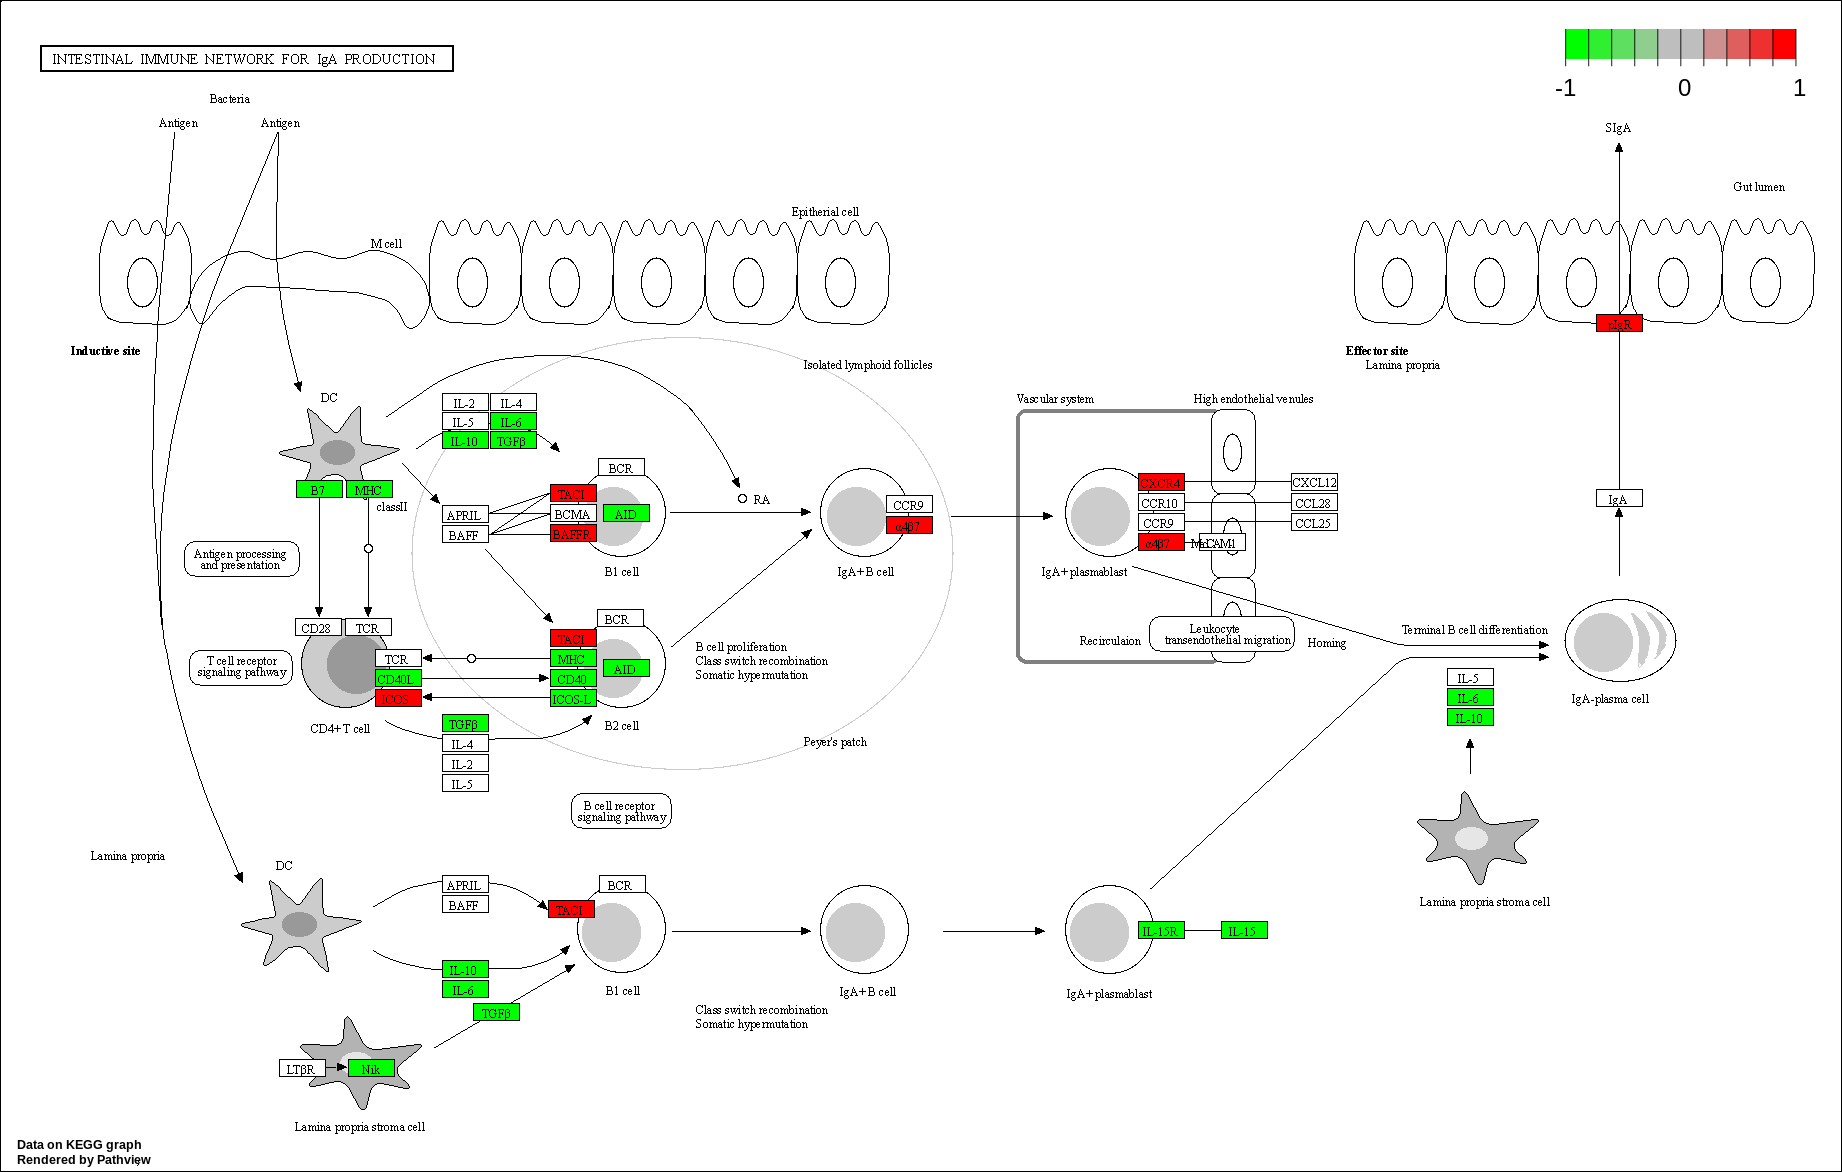 INTESTINAL IMMUNE NETWORK FOR IgA PRODUCTION
-1 0 1
Bacteria
Antigen Antigen
SIgA
Gut lumen
Epitherial cell
M cell
pIgR
Inductive site
Effector site
Lamina propria
Isolated lymphoid follicles
DC
IL-2 IL-4
IL-5 IL-6
IL-10 TGFβ
Vascular system
High endothelial venules
BCR
B7 MHC
classII
TACI
BCMA
BAFFR
AID
APRIL
BAFF
RA
CCR9
α4β7
CXCR4 CXCL12
CCR10 CCL28
CCR9 CCL25
α4β7
IgA
Antigen processing
and presentation
B1 cell
IgA+ B cell
IgA+ plasmablast
CD28 TCR
BCR
TACI
MHC
CD40
ICOS-L
AID
TCR
CD40L
ICOS
T cell receptor
signaling pathway
B cell proliferation
Class switch recombination
Somatic hypermutation
Recirculaion
Leukocyte
transendothelial migration
Homing
Terminal B cell differentiation
IL-5
IL-6
IL-10
IgA-plasma cell
CD4+ T cell
TGFβ
IL-4
IL-2
IL-5
B2 cell
Peyer's patch
B cell receptor
signaling pathway
Lamina propria
DC
APRIL
BAFF
BCR
TACI
Lamina propria stroma cell
IL-15R IL-15
IL-10
IL-6
TGFβ
B1 cell
IgA+ B cell
IgA+ plasmablast
Class switch recombination
Somatic hypermutation
LTβR Nik
Lamina propria stroma cell
Data on KEGG graph
Rendered by Pathview